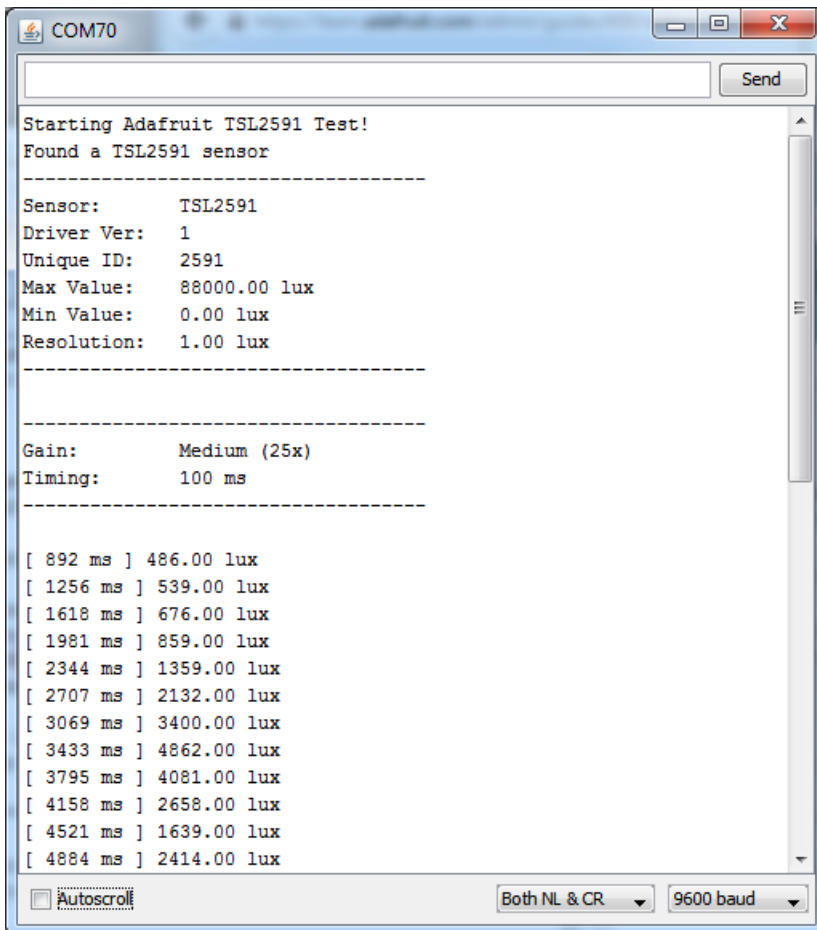 COM70
Send
Starting Adafruit TSL2591 Test!
Found a TSL2591 sensor
------------------------------------
Sensor:       TSL2591
Driver Ver:   1
Unique ID:    2591
Max Value:    88000.00 lux
Min Value:    0.00 lux
Resolution:   1.00 lux
------------------------------------
------------------------------------
Gain:         Medium (25x)
Timing:       100 ms
------------------------------------
[ 892 ms ] 486.00 lux
[ 1256 ms ] 539.00 lux
[ 1618 ms ] 676.00 lux
[ 1981 ms ] 859.00 lux
[ 2344 ms ] 1359.00 lux
[ 2707 ms ] 2132.00 lux
[ 3069 ms ] 3400.00 lux
[ 3433 ms ] 4862.00 lux
[ 3795 ms ] 4081.00 lux
[ 4158 ms ] 2658.00 lux
[ 4521 ms ] 1639.00 lux
[ 4884 ms ] 2414.00 lux
Autoscroll Both NL & CR 9600 baud